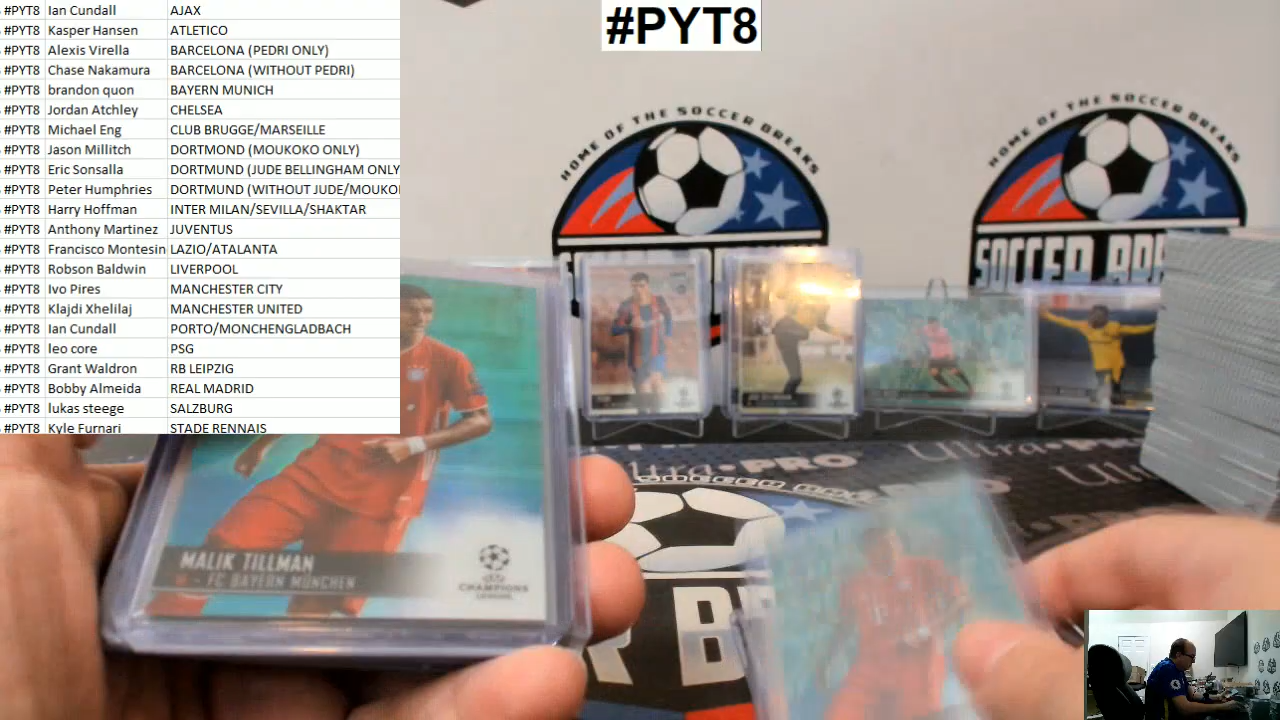 #PYT8 Ian Cundall AJAX
#PYT8 Kasper Hansen ATLETICO
#PYT8 Alexis Virella BARCELONA (PEDRI ONLY)
#PYT8 Chase Nakamura BARCELONA (WITHOUT PEDRI)
#PYT8 brandon quon BAYERN MUNICH
#PYT8 Jordan Atchley CHELSEA
#PYT8 Michael Eng CLUB BRUGGE/MARSEILLE
#PYT8 Jason Millitch DORTMOND (MOUKOKO ONLY)
#PYT8 Eric Sonsalla DORTMUND (JUDE BELLINGHAM ONLY
#PYT8 Peter Humphries DORTMUND (WITHOUT JUDE/MOUKO
#PYT8 Harry Hoffman INTER MILAN/SEVILLA/SHAKTAR
#PYT8 Anthony Martinez JUVENTUS
#PYT8 Francisco Montesin LAZIO/ATALANTA
#PYT8 Robson Baldwin LIVERPOOL
#PYT8 Ivo Pires MANCHESTER CITY
#PYT8 Klajdi Xhelilaj MANCHESTER UNITED
#PYT8 Ian Cundall PORTO/MONCHENGLADBACH
#PYT8 leo core PSG
#PYT8 Grant Waldron RB LEIPZIG
#PYT8 Bobby Almeida REAL MADRID
#PYT8 lukas steege SALZBURG
#PYT8 Kyle Furnari STADE RENNAIS
#PYT8
HOME OF THE SOCCER BREAKS
HOME OF THE SOCCER BREAKS
SOCCER BRE
Ultra•PRO
Ultra•PRO
MALIK TILLMAN
FC BAYERN MÜNCHEN
CHAMPIONS
LEAGUE
R B